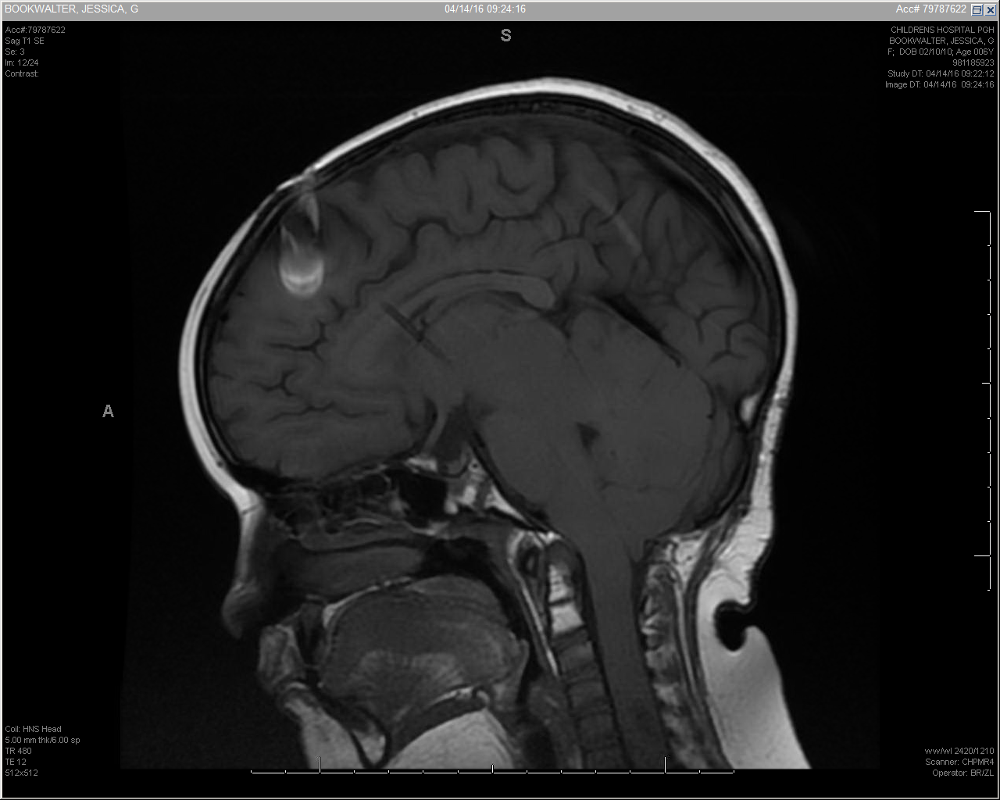 BOOKWALTER, JESSICA, G
04/14/16 09:24:16
Acc# 79787622
Acc#:79787622
Sag T1 SE
Se: 3
Im: 12/24
Contrast:
S
CHILDRENS HOSPITAL PGH
BOOKWALTER, JESSICA, G
F; DOB 02/10/10; Age 006Y
981185923
Study DT: 04/14/16 09:22:12
Image DT: 04/14/16 09:24:16
A
Coil: HNS Head
5.00 mm thk/6.00 sp
TR 480
TE 12
512x512
ww/wl 2420/1210
Scanner: CHPMR4
Operator: BR/ZL